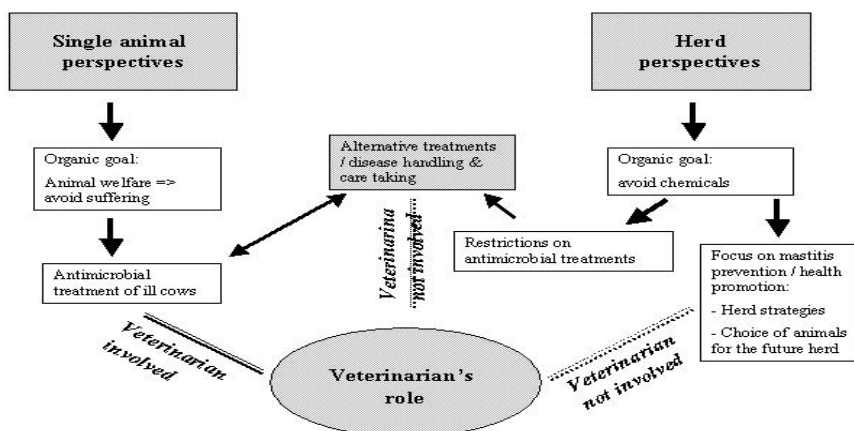 Single animal
perspectives
Herd
perspectives
Organic goal:
Animal welfare =>
avoid suffering
Alternative treatments
/ disease handling &
care taking
Organic goal:
avoid chemicals
Antimicrobial
treatment of ill cows
Veterinarina
not involved
Restrictions on
antimicrobial treatments
Focus on mastitis
prevention / health
promotion:
- Herd strategies
- Choice of animals
for the future herd
Veterinarian
involved
Veterinarian's
role
Veterinarian
not involved